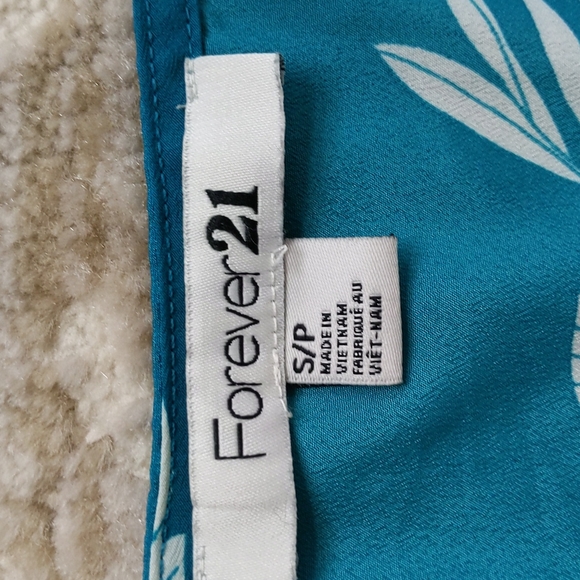 Forever21
S/P
MADE IN
VIETNAM
FABRIQUÉ AU
VIÊT-NAM